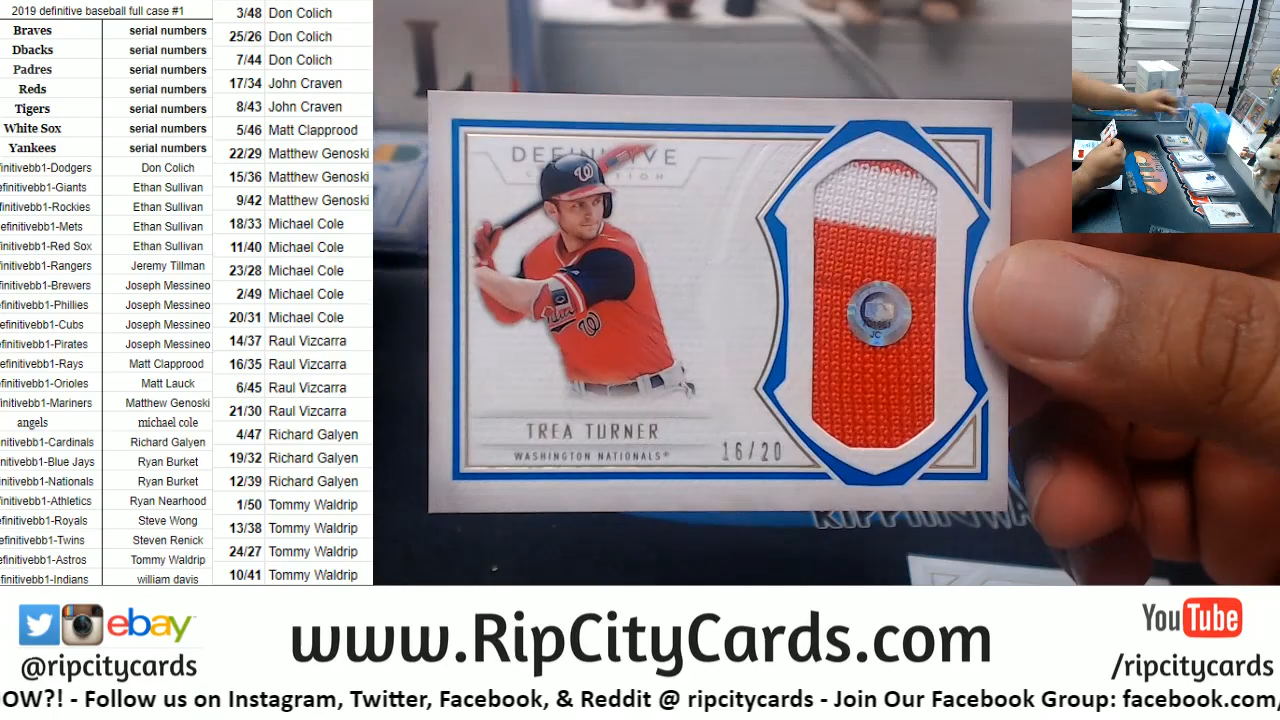 2019 definitive baseball full case #1
Braves serial numbers
Dbacks serial numbers
Padres serial numbers
Reds serial numbers
Tigers serial numbers
White Sox serial numbers
Yankees serial numbers
efinitivebb1-Dodgers Don Colich
efinitivebb1-Giants Ethan Sullivan
efinitivebb1-Rockies Ethan Sullivan
efinitivebb1-Mets Ethan Sullivan
efinitivebb1-Red Sox Ethan Sullivan
efinitivebb1-Rangers Jeremy Tillman
efinitivebb1-Brewers Joseph Messineo
efinitivebb1-Phillies Joseph Messineo
efinitivebb1-Cubs Joseph Messineo
efinitivebb1-Pirates Joseph Messineo
efinitivebb1-Rays Matt Clapprood
efinitivebb1-Orioles Matt Lauck
efinitivebb1-Mariners Matthew Genoski
angels michael cole
nitivebb1-Cardinals Richard Galyen
finitivebb1-Blue Jays Ryan Burket
finitivebb1-Nationals Ryan Burket
finitivebb1-Athletics Ryan Nearhood
efinitivebb1-Royals Steve Wong
efinitivebb1-Twins Steven Renick
efinitivebb1-Astros Tommy Waldrip
efinitivebb1-Indians william davis
3/48 Don Colich
25/26 Don Colich
7/44 Don Colich
17/34 John Craven
8/43 John Craven
5/46 Matt Clapprood
22/29 Matthew Genoski
15/36 Matthew Genoski
9/42 Matthew Genoski
18/33 Michael Cole
11/40 Michael Cole
23/28 Michael Cole
2/49 Michael Cole
20/31 Michael Cole
14/37 Raul Vizcarra
16/35 Raul Vizcarra
6/45 Raul Vizcarra
21/30 Raul Vizcarra
4/47 Richard Galyen
19/32 Richard Galyen
12/39 Richard Galyen
1/50 Tommy Waldrip
13/38 Tommy Waldrip
24/27 Tommy Waldrip
10/41 Tommy Waldrip
DEFINITIVE
W
W
JC
TREA TURNER
WASHINGTON NATIONALS®
16/20
ebay
@ripcitycards
www.RipCityCards.com
YouTube
/ripcitycards
OW?! - Follow us on Instagram, Twitter, Facebook, & Reddit @ ripcitycards - Join Our Facebook Group: facebook.com/